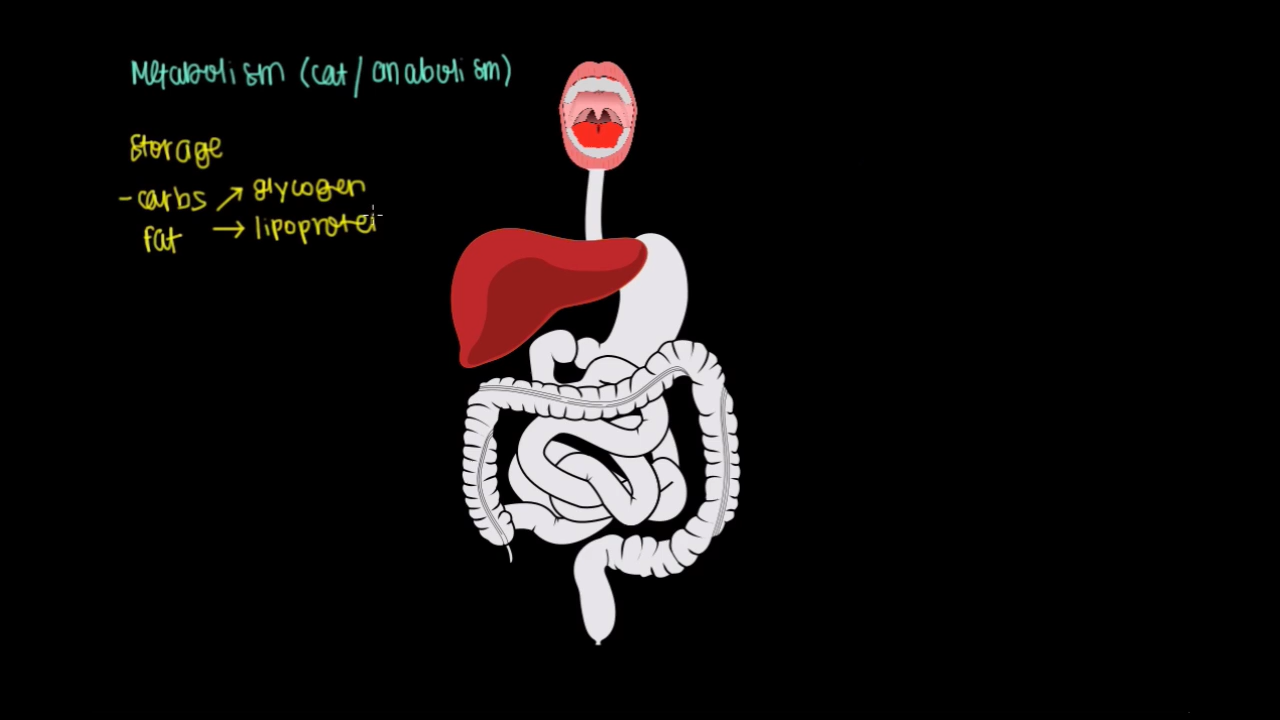 Metabolism (cat/anabolism)
Storage
- carbs → glycogen
fat → lipoprotei